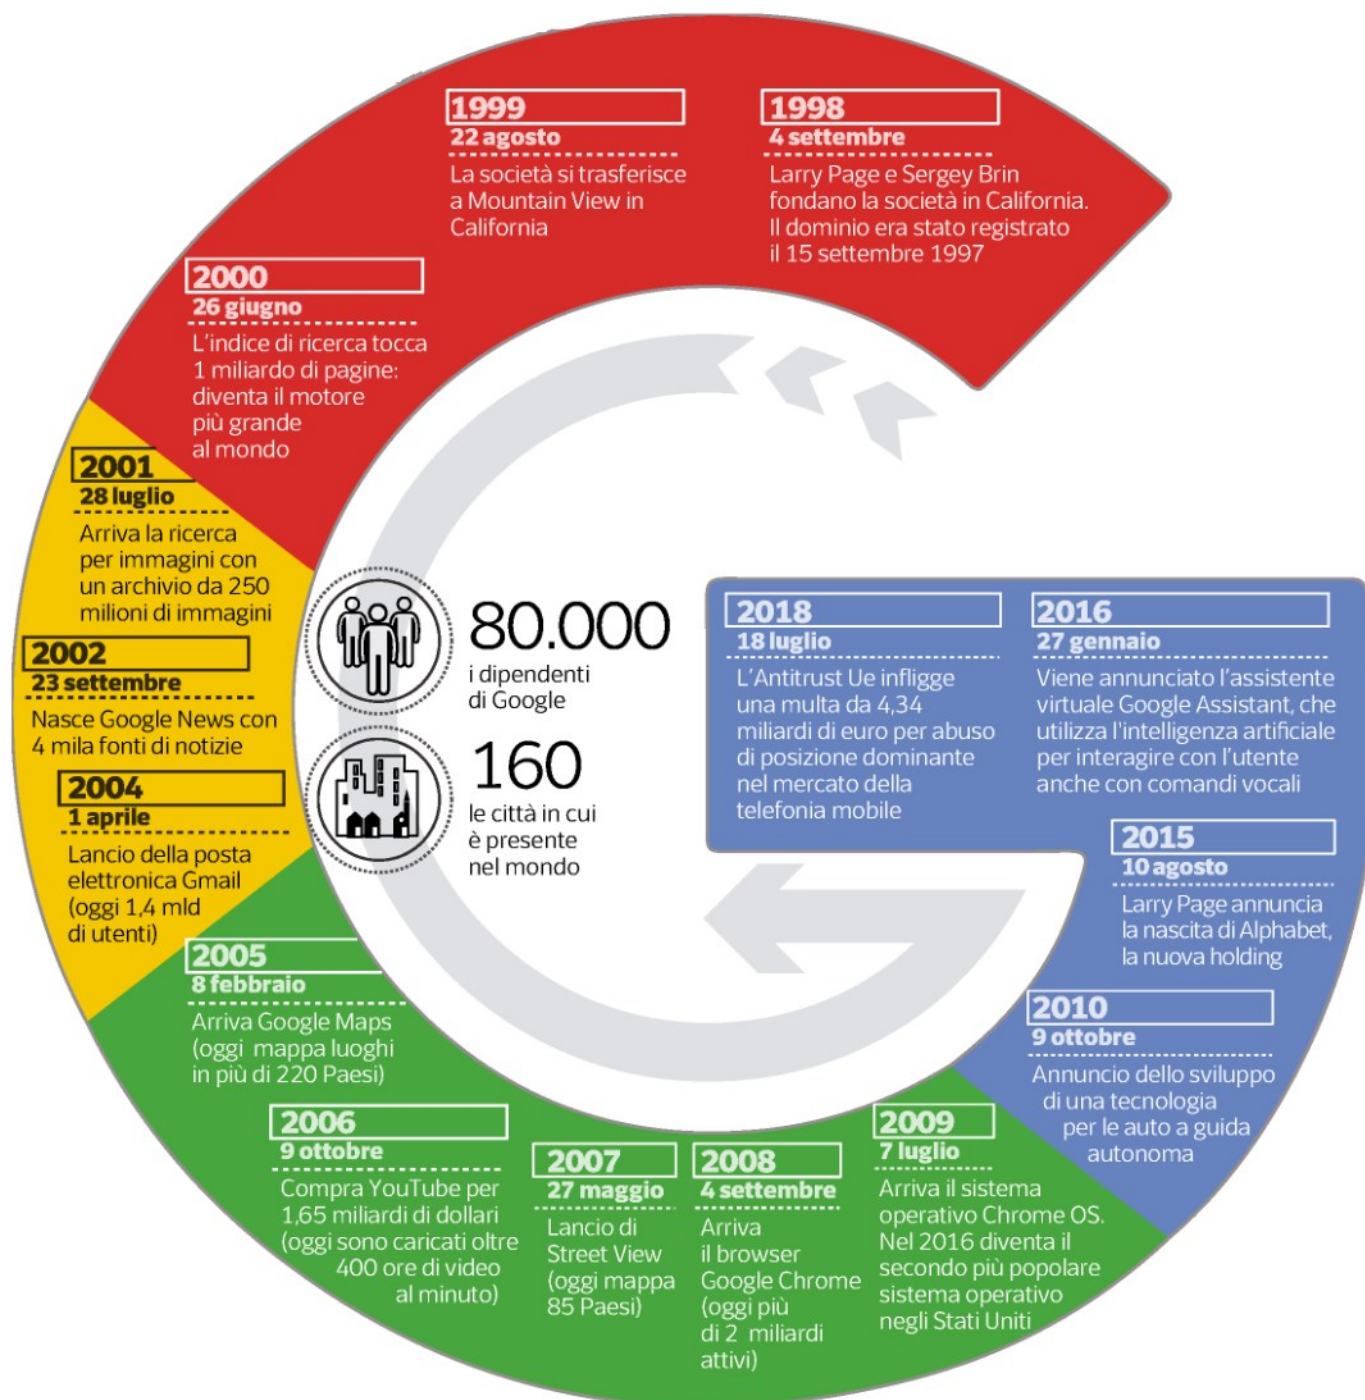 1998
4 settembre
Larry Page e Sergey Brin
fondano la società in California.
Il dominio era stato registrato
il 15 settembre 1997
1999
22 agosto
La società si trasferisce
a Mountain View in
California
2000
26 giugno
L'indice di ricerca tocca
1 miliardo di pagine:
diventa il motore
più grande
al mondo
2001
28 luglio
Arriva la ricerca
per immagini con
un archivio da 250
milioni di immagini
2002
23 settembre
Nasce Google News con
4 mila fonti di notizie
2004
1 aprile
Lancio della posta
elettronica Gmail
(oggi 1,4 mld
di utenti)
2005
8 febbraio
Arriva Google Maps
(oggi mappa luoghi
in più di 220 Paesi)
2006
9 ottobre
Compra YouTube per
1,65 miliardi di dollari
(oggi sono caricati oltre
400 ore di video
al minuto)
2007
27 maggio
Lancio di
Street View
(oggi mappa
85 Paesi)
2008
4 settembre
Arriva
il browser
Google Chrome
(oggi più
di 2 miliardi
attivi)
2009
7 luglio
Arriva il sistema
operativo Chrome OS.
Nel 2016 diventa il
secondo più popolare
sistema operativo
negli Stati Uniti
2010
9 ottobre
Annuncio dello sviluppo
di una tecnologia
per le auto a guida
autonoma
2015
10 agosto
Larry Page annuncia
la nascita di Alphabet,
la nuova holding
2016
27 gennaio
Viene annunciato l'assistente
virtuale Google Assistant, che
utilizza l'intelligenza artificiale
per interagire con l'utente
anche con comandi vocali
2018
18 luglio
L'Antitrust Ue infligge
una multa da 4,34
miliardi di euro per abuso
di posizione dominante
nel mercato della
telefonia mobile
80.000
i dipendenti
di Google
160
le città in cui
è presente
nel mondo